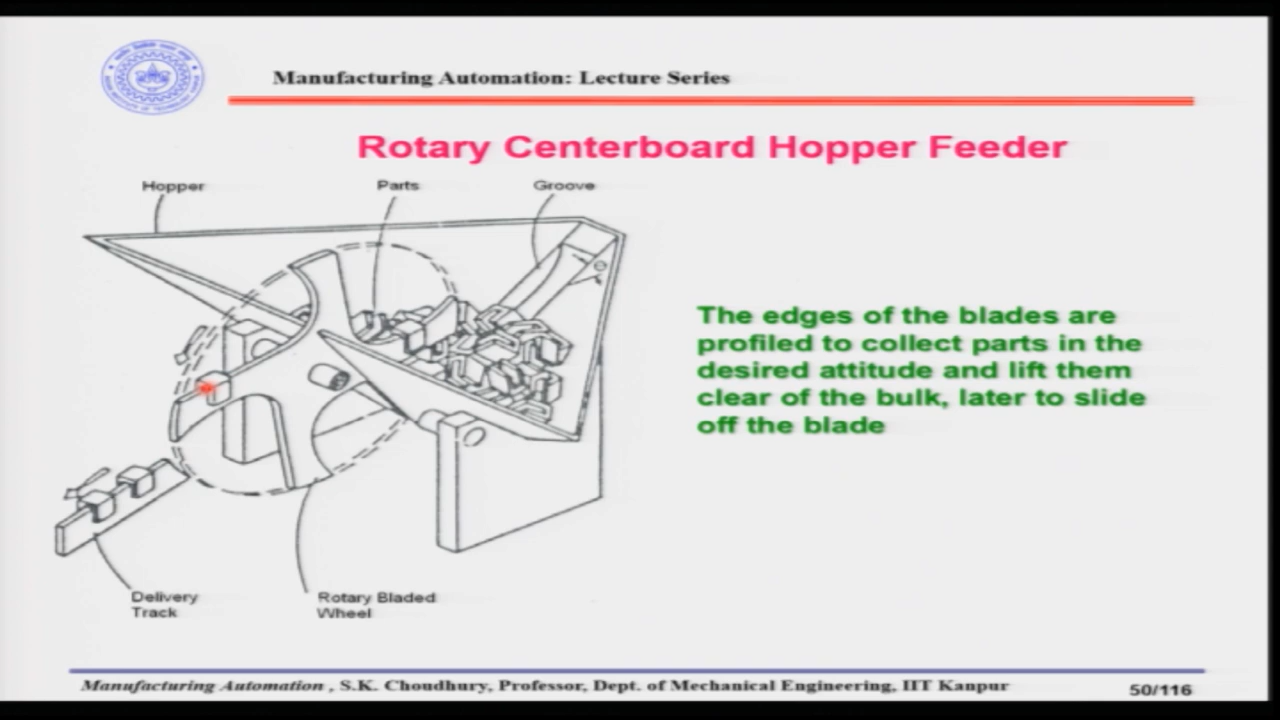 Manufacturing Automation: Lecture Series
Rotary Centerboard Hopper Feeder
Hopper
Parts
Groove
The edges of the blades are
profiled to collect parts in the
desired attitude and lift them
clear of the bulk, later to slide
off the blade
Delivery
Track
Rotary Bladed
Wheel
Manufacturing Automation , S.K. Choudhury, Professor, Dept. of Mechanical Engineering, IIT Kanpur
50/116